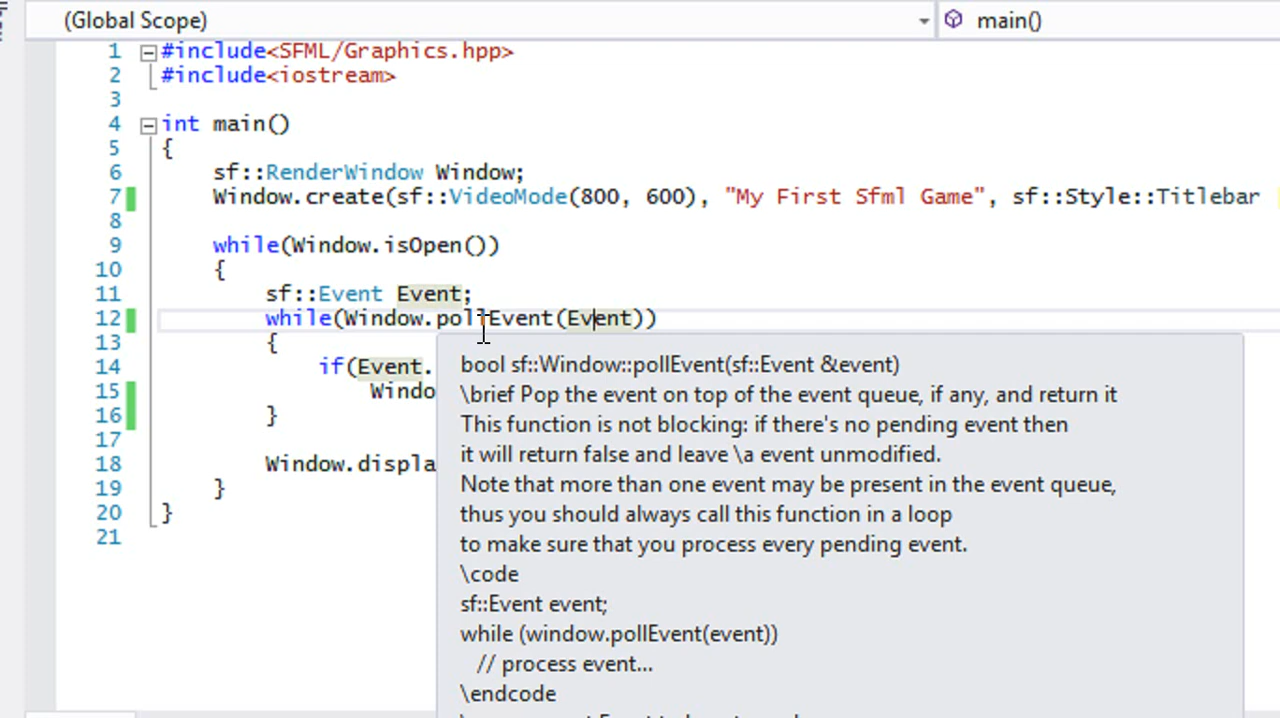 (Global Scope) main()
1 #include<SFML/Graphics.hpp>
2 #include<iostream>
3
4 int main()
5 {
6 sf::RenderWindow Window;
7 Window.create(sf::VideoMode(800, 600), "My First Sfml Game", sf::Style::Titlebar |
8
9 while(Window.isOpen())
10 {
11 sf::Event Event;
12 while(Window.pollEvent(Event))
13 {
14 if(Event.
15 Windo
16 }
17
18 Window.displa
19 }
20 }
21
bool sf::Window::pollEvent(sf::Event &event)
\brief Pop the event on top of the event queue, if any, and return it
This function is not blocking: if there's no pending event then
it will return false and leave \a event unmodified.
Note that more than one event may be present in the event queue,
thus you should always call this function in a loop
to make sure that you process every pending event.
\code
sf::Event event;
while (window.pollEvent(event))
// process event...
\endcode